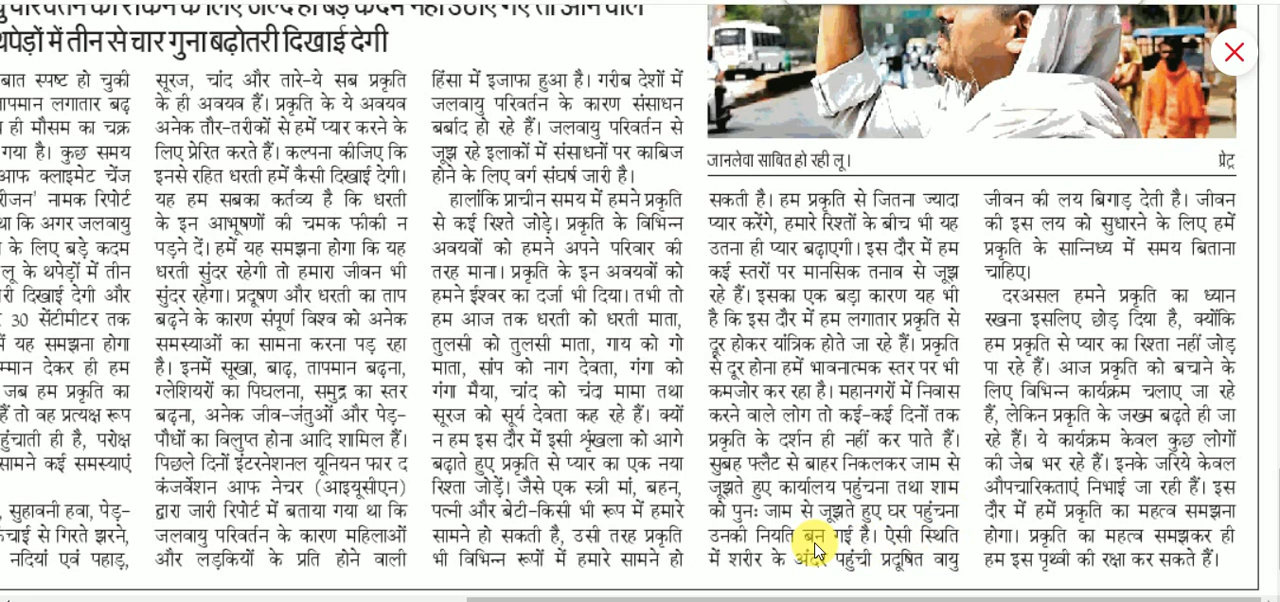 थपेड़ों में तीन से चार गुना बढ़ोतरी दिखाई देगी
बात स्पष्ट हो चुकी
तापमान लगातार बढ़
ही मौसम का चक्र
गया है। कुछ समय
आफ क्लाइमेट चेंज
रीजन' नामक रिपोर्ट
था कि अगर जलवायु
के लिए बड़े कदम
लू के थपेड़ों में तीन
री दिखाई देगी और
30 सेंटीमीटर तक
में यह समझना होगा
म्मान देकर ही हम
जब हम प्रकृति का
हैं तो वह प्रत्यक्ष रूप
हुंचाती ही है, परोक्ष
सामने कई समस्याएं
, सुहावनी हवा, पेड़-
ऊंचाई से गिरते झरने,
नदियां एवं पहाड़,
सूरज, चांद और तारे-ये सब प्रकृति
के ही अवयव हैं। प्रकृति के ये अवयव
अनेक तौर-तरीकों से हमें प्यार करने के
लिए प्रेरित करते हैं। कल्पना कीजिए कि
इनसे रहित धरती हमें कैसी दिखाई देगी।
यह हम सबका कर्तव्य है कि धरती
के इन आभूषणों की चमक फीकी न
पड़ने दें। हमें यह समझना होगा कि यह
धरती सुंदर रहेगी तो हमारा जीवन भी
सुंदर रहेगा। प्रदूषण और धरती का ताप
बढ़ने के कारण संपूर्ण विश्व को अनेक
समस्याओं का सामना करना पड़ रहा
है। इनमें सूखा, बाढ़, तापमान बढ़ना,
ग्लेशियरों का पिघलना, समुद्र का स्तर
बढ़ना, अनेक जीव-जंतुओं और पेड़-
पौधों का विलुप्त होना आदि शामिल हैं।
पिछले दिनों इंटरनेशनल यूनियन फार द
कंजर्वेशन आफ नेचर (आइयूसीएन)
द्वारा जारी रिपोर्ट में बताया गया था कि
जलवायु परिवर्तन के कारण महिलाओं
और लड़कियों के प्रति होने वाली
हिंसा में इजाफा हुआ है। गरीब देशों में
जलवायु परिवर्तन के कारण संसाधन
बर्बाद हो रहे हैं। जलवायु परिवर्तन से
जूझ रहे इलाकों में संसाधनों पर काबिज
होने के लिए वर्ग संघर्ष जारी है।
हालांकि प्राचीन समय में हमने प्रकृति
से कई रिश्ते जोड़े। प्रकृति के विभिन्न
अवयवों को हमने अपने परिवार की
तरह माना। प्रकृति के इन अवयवों को
हमने ईश्वर का दर्जा भी दिया। तभी तो
हम आज तक धरती को धरती माता,
तुलसी को तुलसी माता, गाय को गो
माता, सांप को नाग देवता, गंगा को
गंगा मैया, चांद को चंदा मामा तथा
सूरज को सूर्य देवता कह रहे हैं। क्यों
न हम इस दौर में इसी शृंखला को आगे
बढ़ाते हुए प्रकृति से प्यार का एक नया
रिश्ता जोड़ें। जैसे एक स्त्री मां, बहन,
पत्नी और बेटी-किसी भी रूप में हमारे
सामने हो सकती है, उसी तरह प्रकृति
भी विभिन्न रूपों में हमारे सामने हो
जानलेवा साबित हो रही लू। प्रेट्र
सकती है। हम प्रकृति से जितना ज्यादा
प्यार करेंगे, हमारे रिश्तों के बीच भी यह
उतना ही प्यार बढ़ाएगी। इस दौर में हम
कई स्तरों पर मानसिक तनाव से जूझ
रहे हैं। इसका एक बड़ा कारण यह भी
है कि इस दौर में हम लगातार प्रकृति से
दूर होकर यांत्रिक होते जा रहे हैं। प्रकृति
से दूर होना हमें भावनात्मक स्तर पर भी
कमजोर कर रहा है। महानगरों में निवास
करने वाले लोग तो कई-कई दिनों तक
प्रकृति के दर्शन ही नहीं कर पाते हैं।
सुबह फ्लैट से बाहर निकलकर जाम से
जूझते हुए कार्यालय पहुंचना तथा शाम
को पुनः जाम से जूझते हुए घर पहुंचना
उनकी नियति बन गई है। ऐसी स्थिति
में शरीर के अंदर पहुंची प्रदूषित वायु
जीवन की लय बिगाड़ देती है। जीवन
की इस लय को सुधारने के लिए हमें
प्रकृति के सान्निध्य में समय बिताना
चाहिए।
दरअसल हमने प्रकृति का ध्यान
रखना इसलिए छोड़ दिया है, क्योंकि
हम प्रकृति से प्यार का रिश्ता नहीं जोड़
पा रहे हैं। आज प्रकृति को बचाने के
लिए विभिन्न कार्यक्रम चलाए जा रहे
हैं, लेकिन प्रकृति के जख्म बढ़ते ही जा
रहे हैं। ये कार्यक्रम केवल कुछ लोगों
की जेब भर रहे हैं। इनके जरिये केवल
औपचारिकताएं निभाई जा रही हैं। इस
दौर में हमें प्रकृति का महत्व समझना
होगा। प्रकृति का महत्व समझकर ही
हम इस पृथ्वी की रक्षा कर सकते हैं।